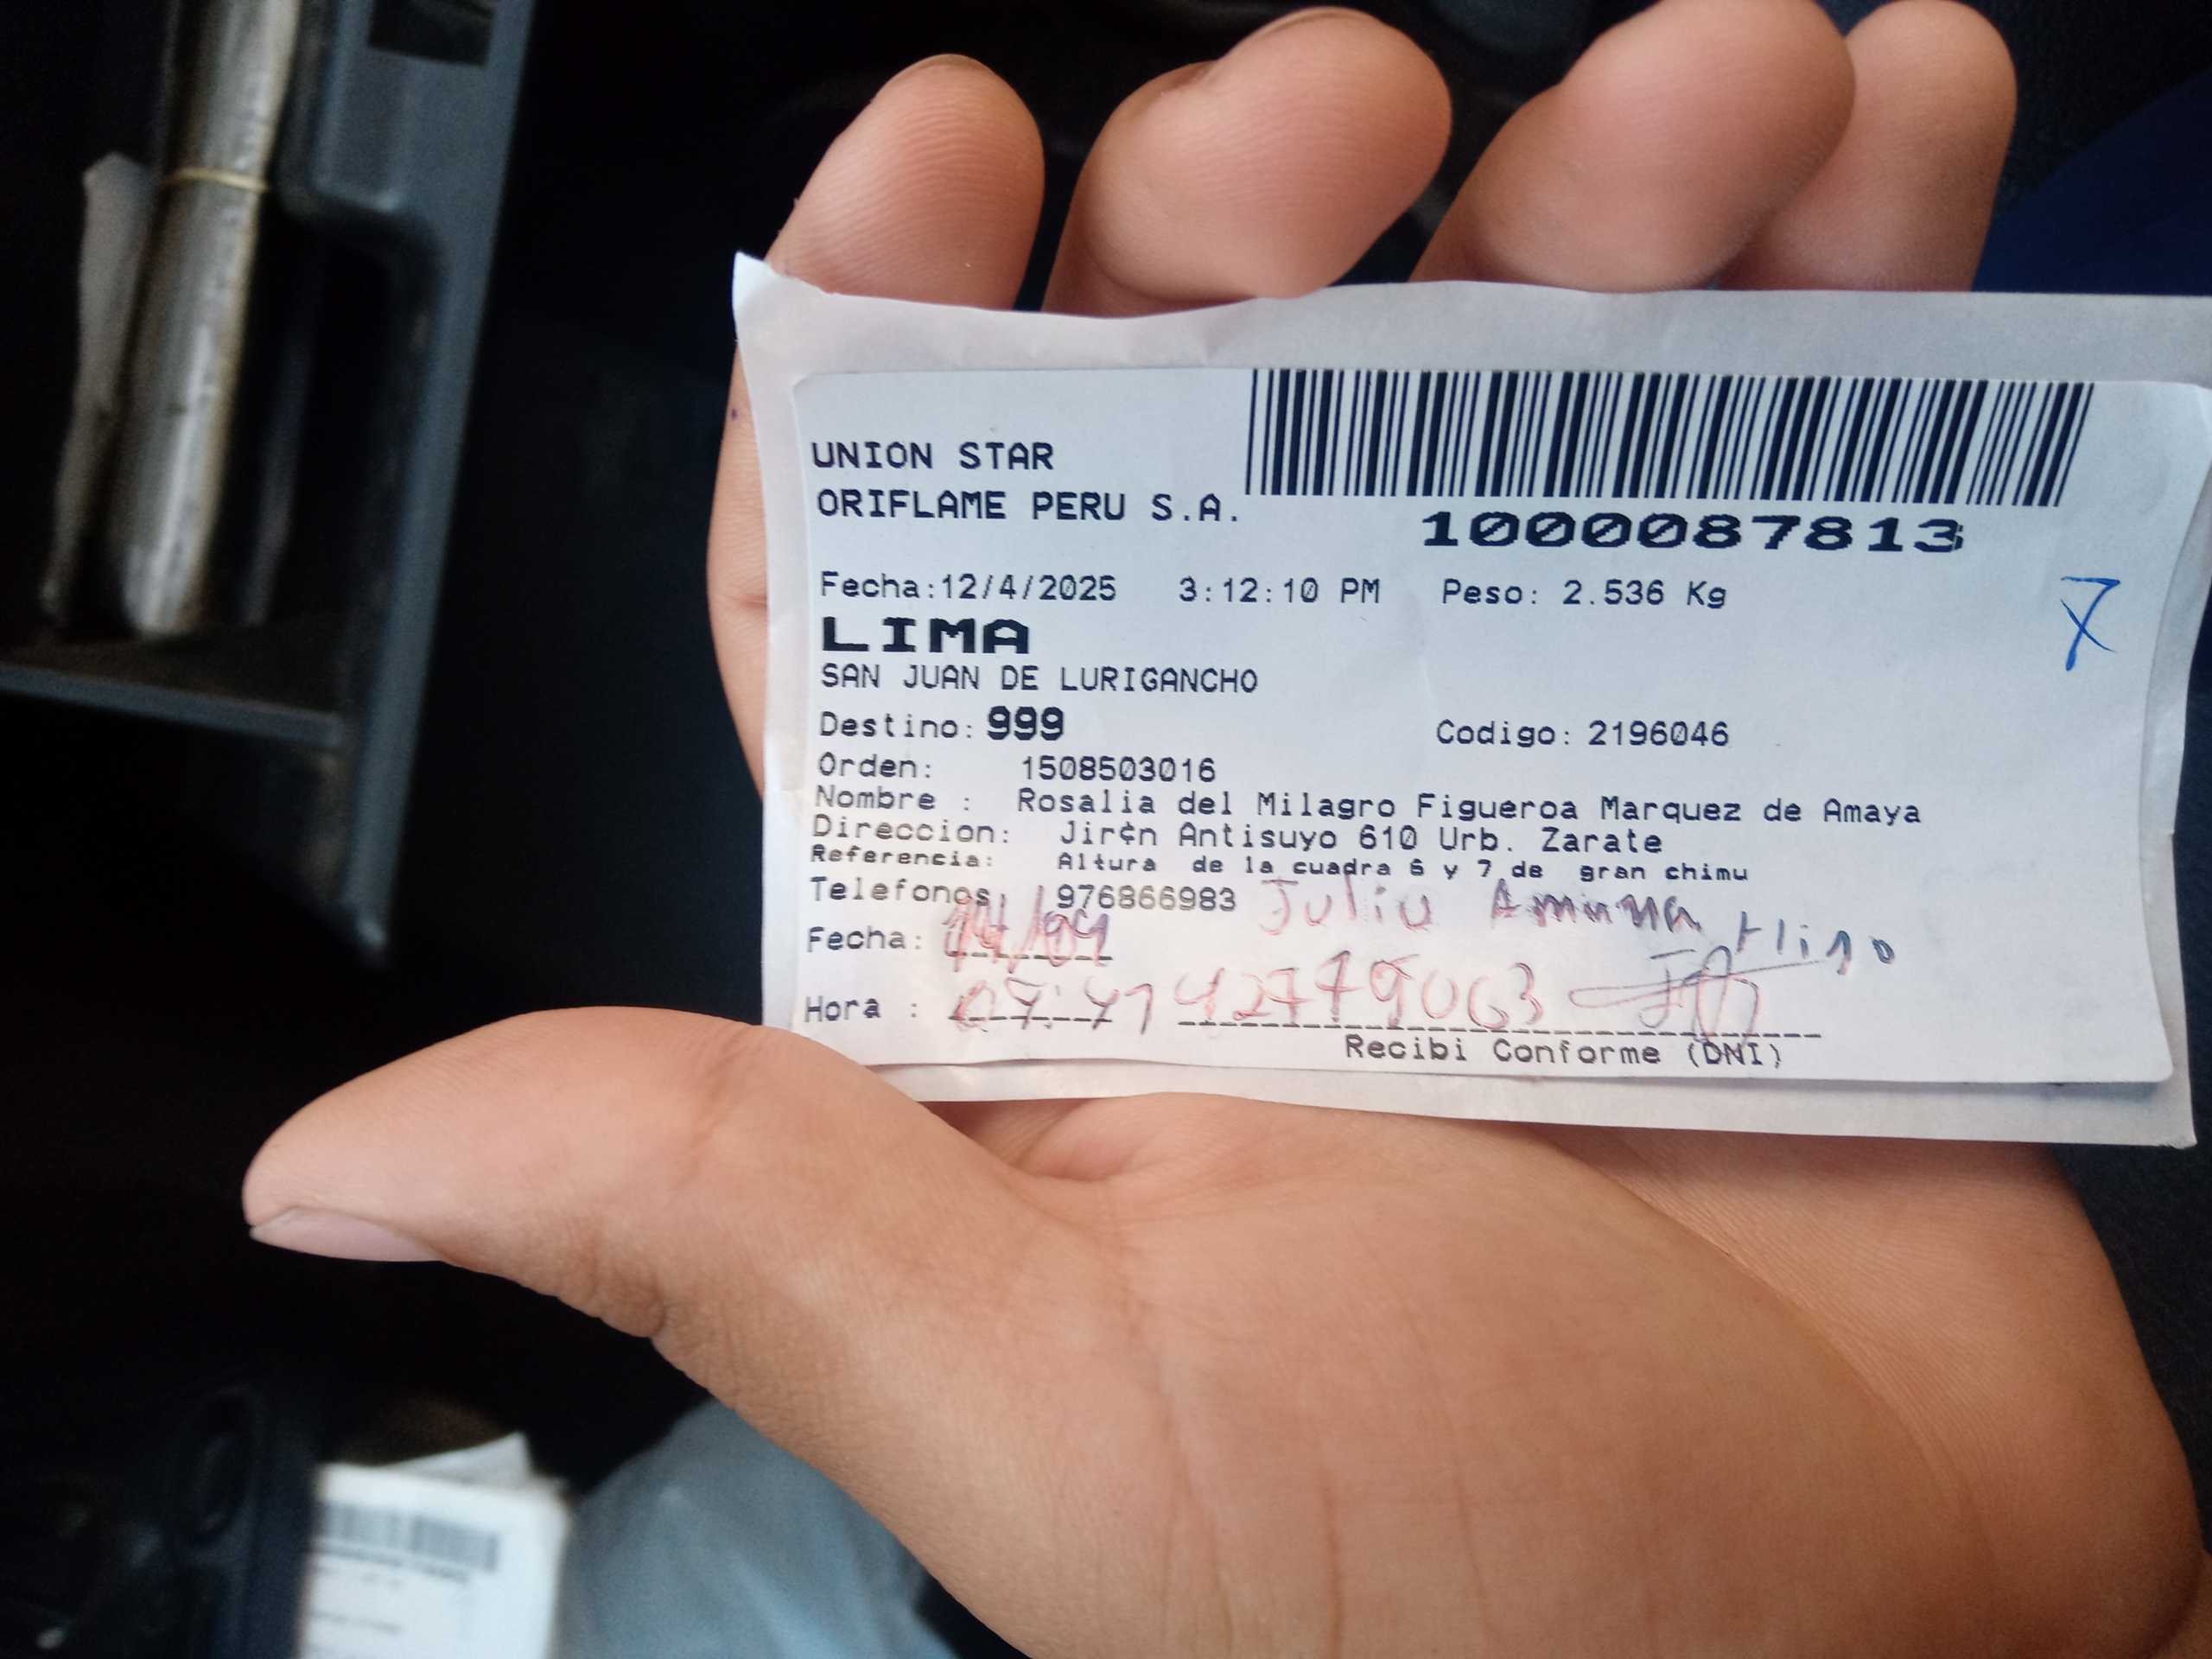 UNION STAR
ORIFLAME PERU S.A.
1000087813
Fecha:12/4/2025 3:12:10 PM Peso: 2.536 Kg
7
LIMA
SAN JUAN DE LURIGANCHO
Destino: 999 Codigo: 2196046
Orden: 1508503016
Nombre : Rosalia del Milagro Figueroa Marquez de Amaya
Direccion: Jir¢n Antisuyo 610 Urb. Zarate
Referencia: Altura de la cuadra 6 y 7 de gran chimu
Telefonos: 976866983 Julio
Fecha: 14/04
Hora :
Recibi Conforme (DNI)